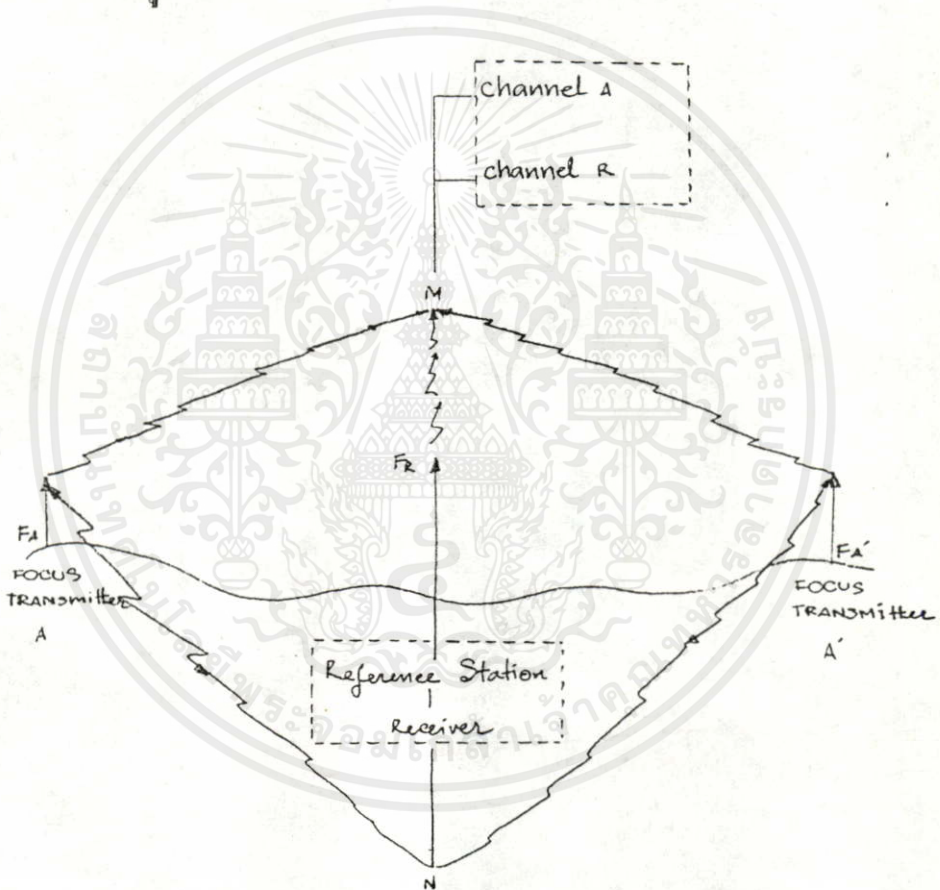 Channel A
Channel R
M
FR
FA
FOCUS
TRANSMITTER
A
FA'
FOCUS
TRANSMITTER
A'
Reference Station
Receiver
N